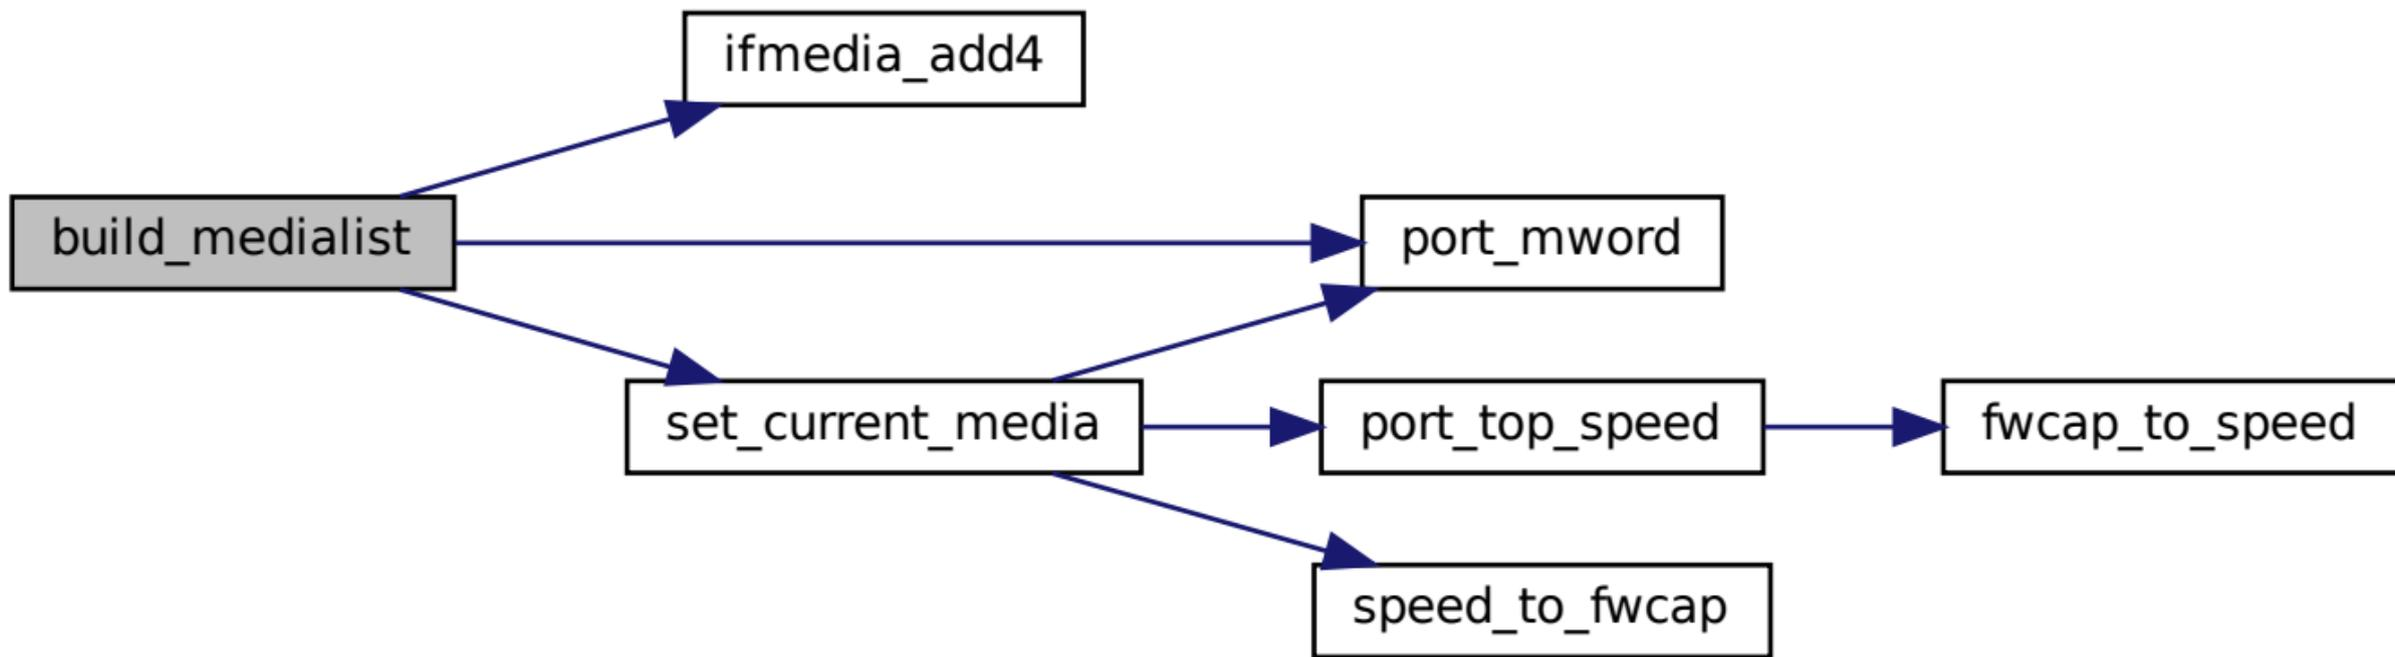 ifmedia_add4
build_medialist
port_mword
set_current_media
port_top_speed
fwcap_to_speed
speed_to_fwcap